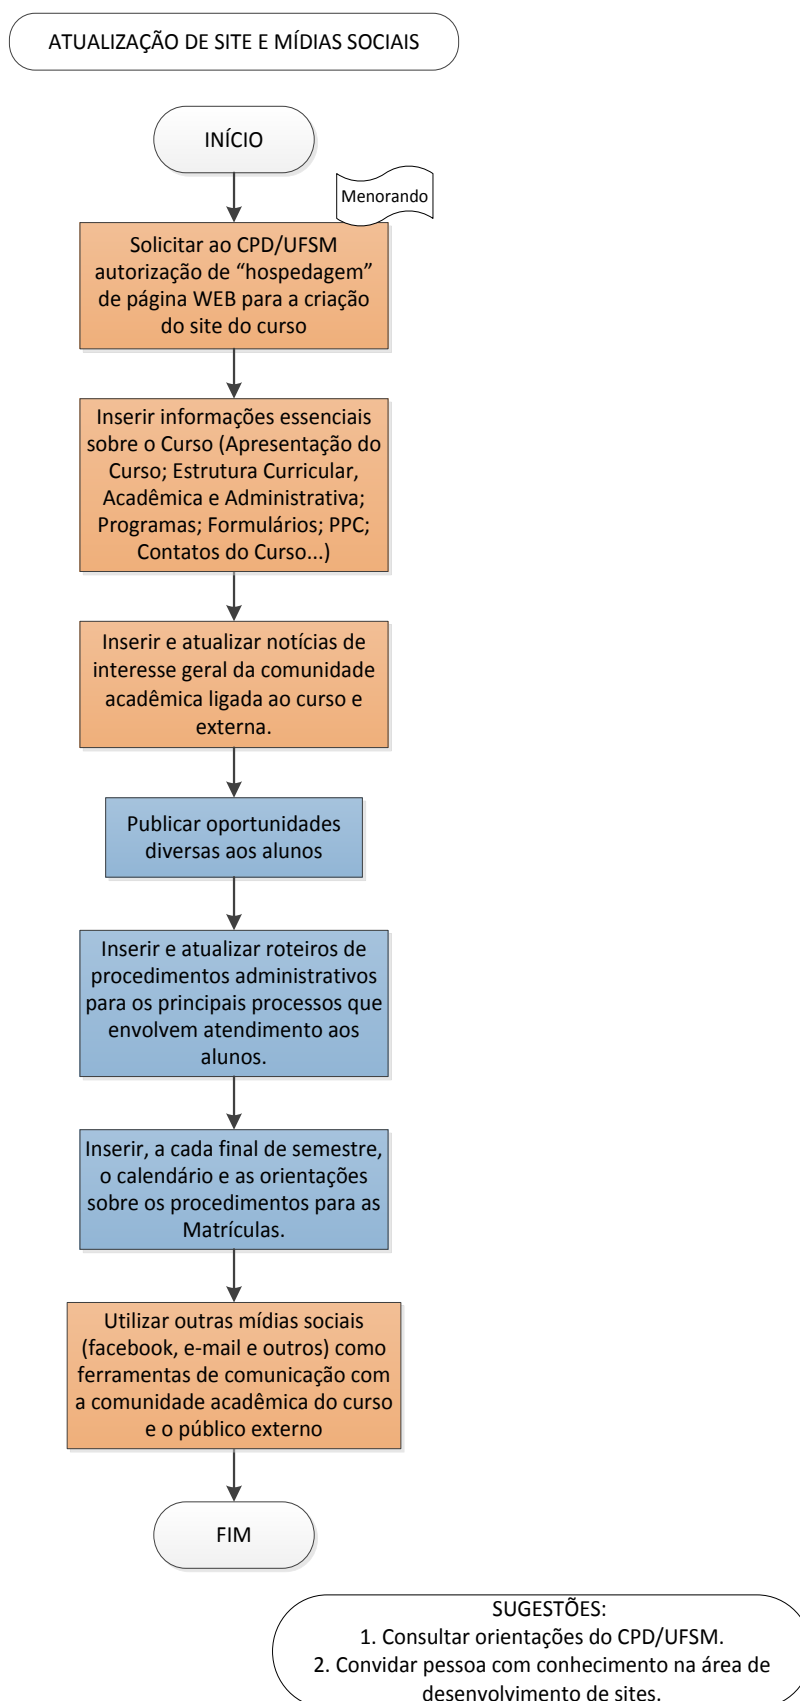 ATUALIZAÇÃO DE SITE E MÍDIAS SOCIAIS
INÍCIO
Menorando
Solicitar ao CPD/UFSM
autorização de “hospedagem”
de página WEB para a criação
do site do curso
Inserir informações essenciais
sobre o Curso (Apresentação do
Curso; Estrutura Curricular,
Acadêmica e Administrativa;
Programas; Formulários; PPC;
Contatos do Curso...)
Inserir e atualizar notícias de
interesse geral da comunidade
acadêmica ligada ao curso e
externa.
Publicar oportunidades
diversas aos alunos
Inserir e atualizar roteiros de
procedimentos administrativos
para os principais processos que
envolvem atendimento aos
alunos.
Inserir, a cada final de semestre,
o calendário e as orientações
sobre os procedimentos para as
Matrículas.
Utilizar outras mídias sociais
(facebook, e-mail e outros) como
ferramentas de comunicação com
a comunidade acadêmica do curso
e o público externo
FIM
SUGESTÕES:
1. Consultar orientações do CPD/UFSM.
2. Convidar pessoa com conhecimento na área de
desenvolvimento de sites.